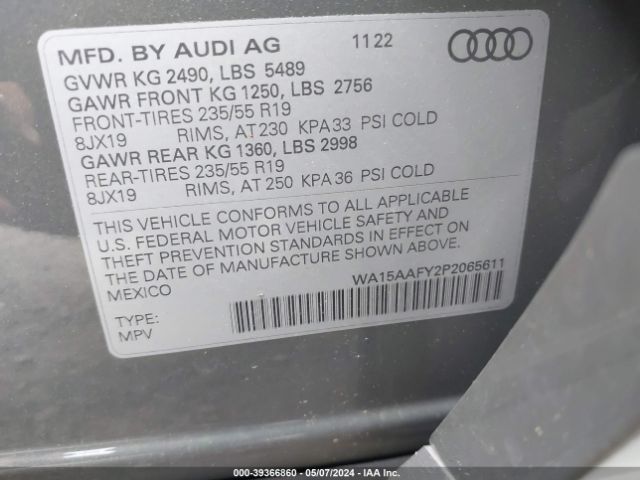 MFD. BY AUDI AG 11 22
GVWR KG 2490, LBS 5489
GAWR FRONT KG 1250, LBS 2756
FRONT-TIRES 235/55 R19
8JX19 RIMS, AT 230 KPA 33 PSI COLD
GAWR REAR KG 1360, LBS 2998
REAR-TIRES 235/55 R19
8JX19 RIMS, AT 250 KPA 36 PSI COLD
THIS VEHICLE CONFORMS TO ALL APPLICABLE
U.S. FEDERAL MOTOR VEHICLE SAFETY AND
THEFT PREVENTION STANDARDS IN EFFECT ON
THE DATE OF MANUFACTURE SHOWN ABOVE.
MEXICO
WA15AAFY2P2065611
TYPE:
MPV
000-39366860 - 05/07/2024 - IAA Inc.